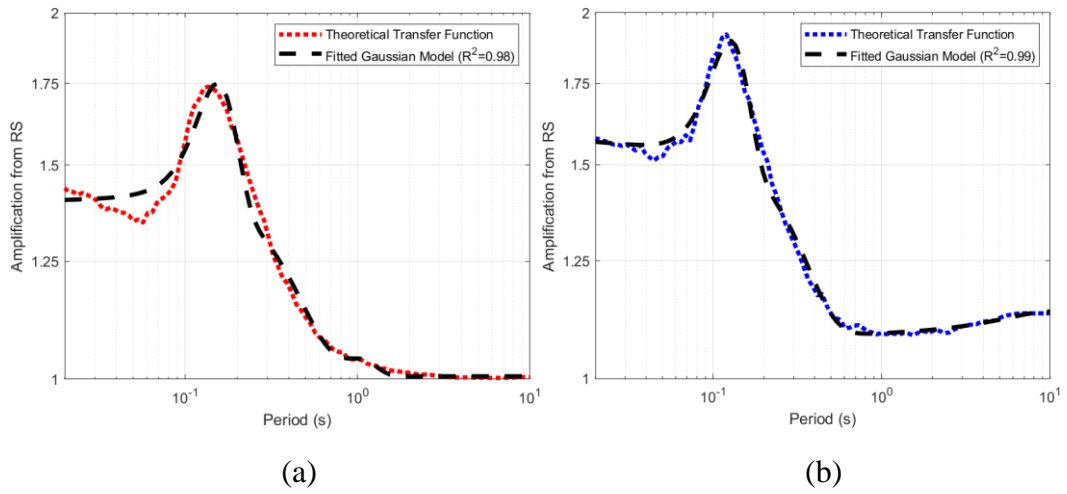 2
1.75
1.5
1.25
1
Amplification from RS
Theoretical Transfer Function
Fitted Gaussian Model (R²=0.98)
10⁻¹
10⁰
10¹
Period (s)
(a)
2
1.75
1.5
1.25
1
Amplification from RS
Theoretical Transfer Function
Fitted Gaussian Model (R²=0.99)
10⁻¹
10⁰
10¹
Period (s)
(b)